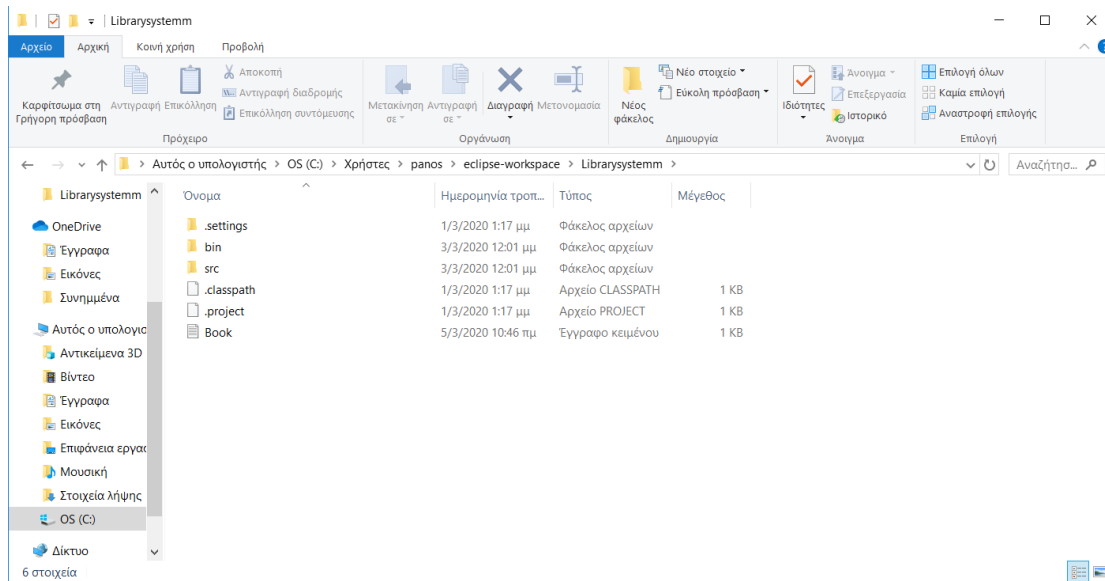 Librarysystemm
Αρχείο Αρχική Κοινή χρήση Προβολή
Καρφίτσωμα στη Γρήγορη πρόσβαση
Αντιγραφή
Επικόλληση
Αποκοπή
Αντιγραφή διαδρομής
Επικόλληση συντόμευσης
Πρόχειρο
Μετακίνηση σε
Αντιγραφή σε
Διαγραφή
Μετονομασία
Οργάνωση
Νέος φάκελος
Νέο στοιχείο
Εύκολη πρόσβαση
Δημιουργία
Ιδιότητες
Άνοιγμα
Επεξεργασία
Ιστορικό
Άνοιγμα
Επιλογή όλων
Καμία επιλογή
Αναστροφή επιλογής
Επιλογή
Αυτός ο υπολογιστής > OS (C:) > Χρήστες > panos > eclipse-workspace > Librarysystemm >
Αναζήτησ...
Librarysystemm
OneDrive
Έγγραφα
Εικόνες
Συνημμένα
Αυτός ο υπολογισ
Αντικείμενα 3D
Βίντεο
Έγγραφα
Εικόνες
Επιφάνεια εργασ
Μουσική
Στοιχεία λήψης
OS (C:)
Δίκτυο
Όνομα Ημερομηνία τροπ... Τύπος Μέγεθος
.settings 1/3/2020 1:17 μμ Φάκελος αρχείων
bin 3/3/2020 12:01 μμ Φάκελος αρχείων
src 3/3/2020 12:01 μμ Φάκελος αρχείων
.classpath 1/3/2020 1:17 μμ Αρχείο CLASSPATH 1 KB
.project 1/3/2020 1:17 μμ Αρχείο PROJECT 1 KB
Book 5/3/2020 10:46 πμ Έγγραφο κειμένου 1 KB
6 στοιχεία